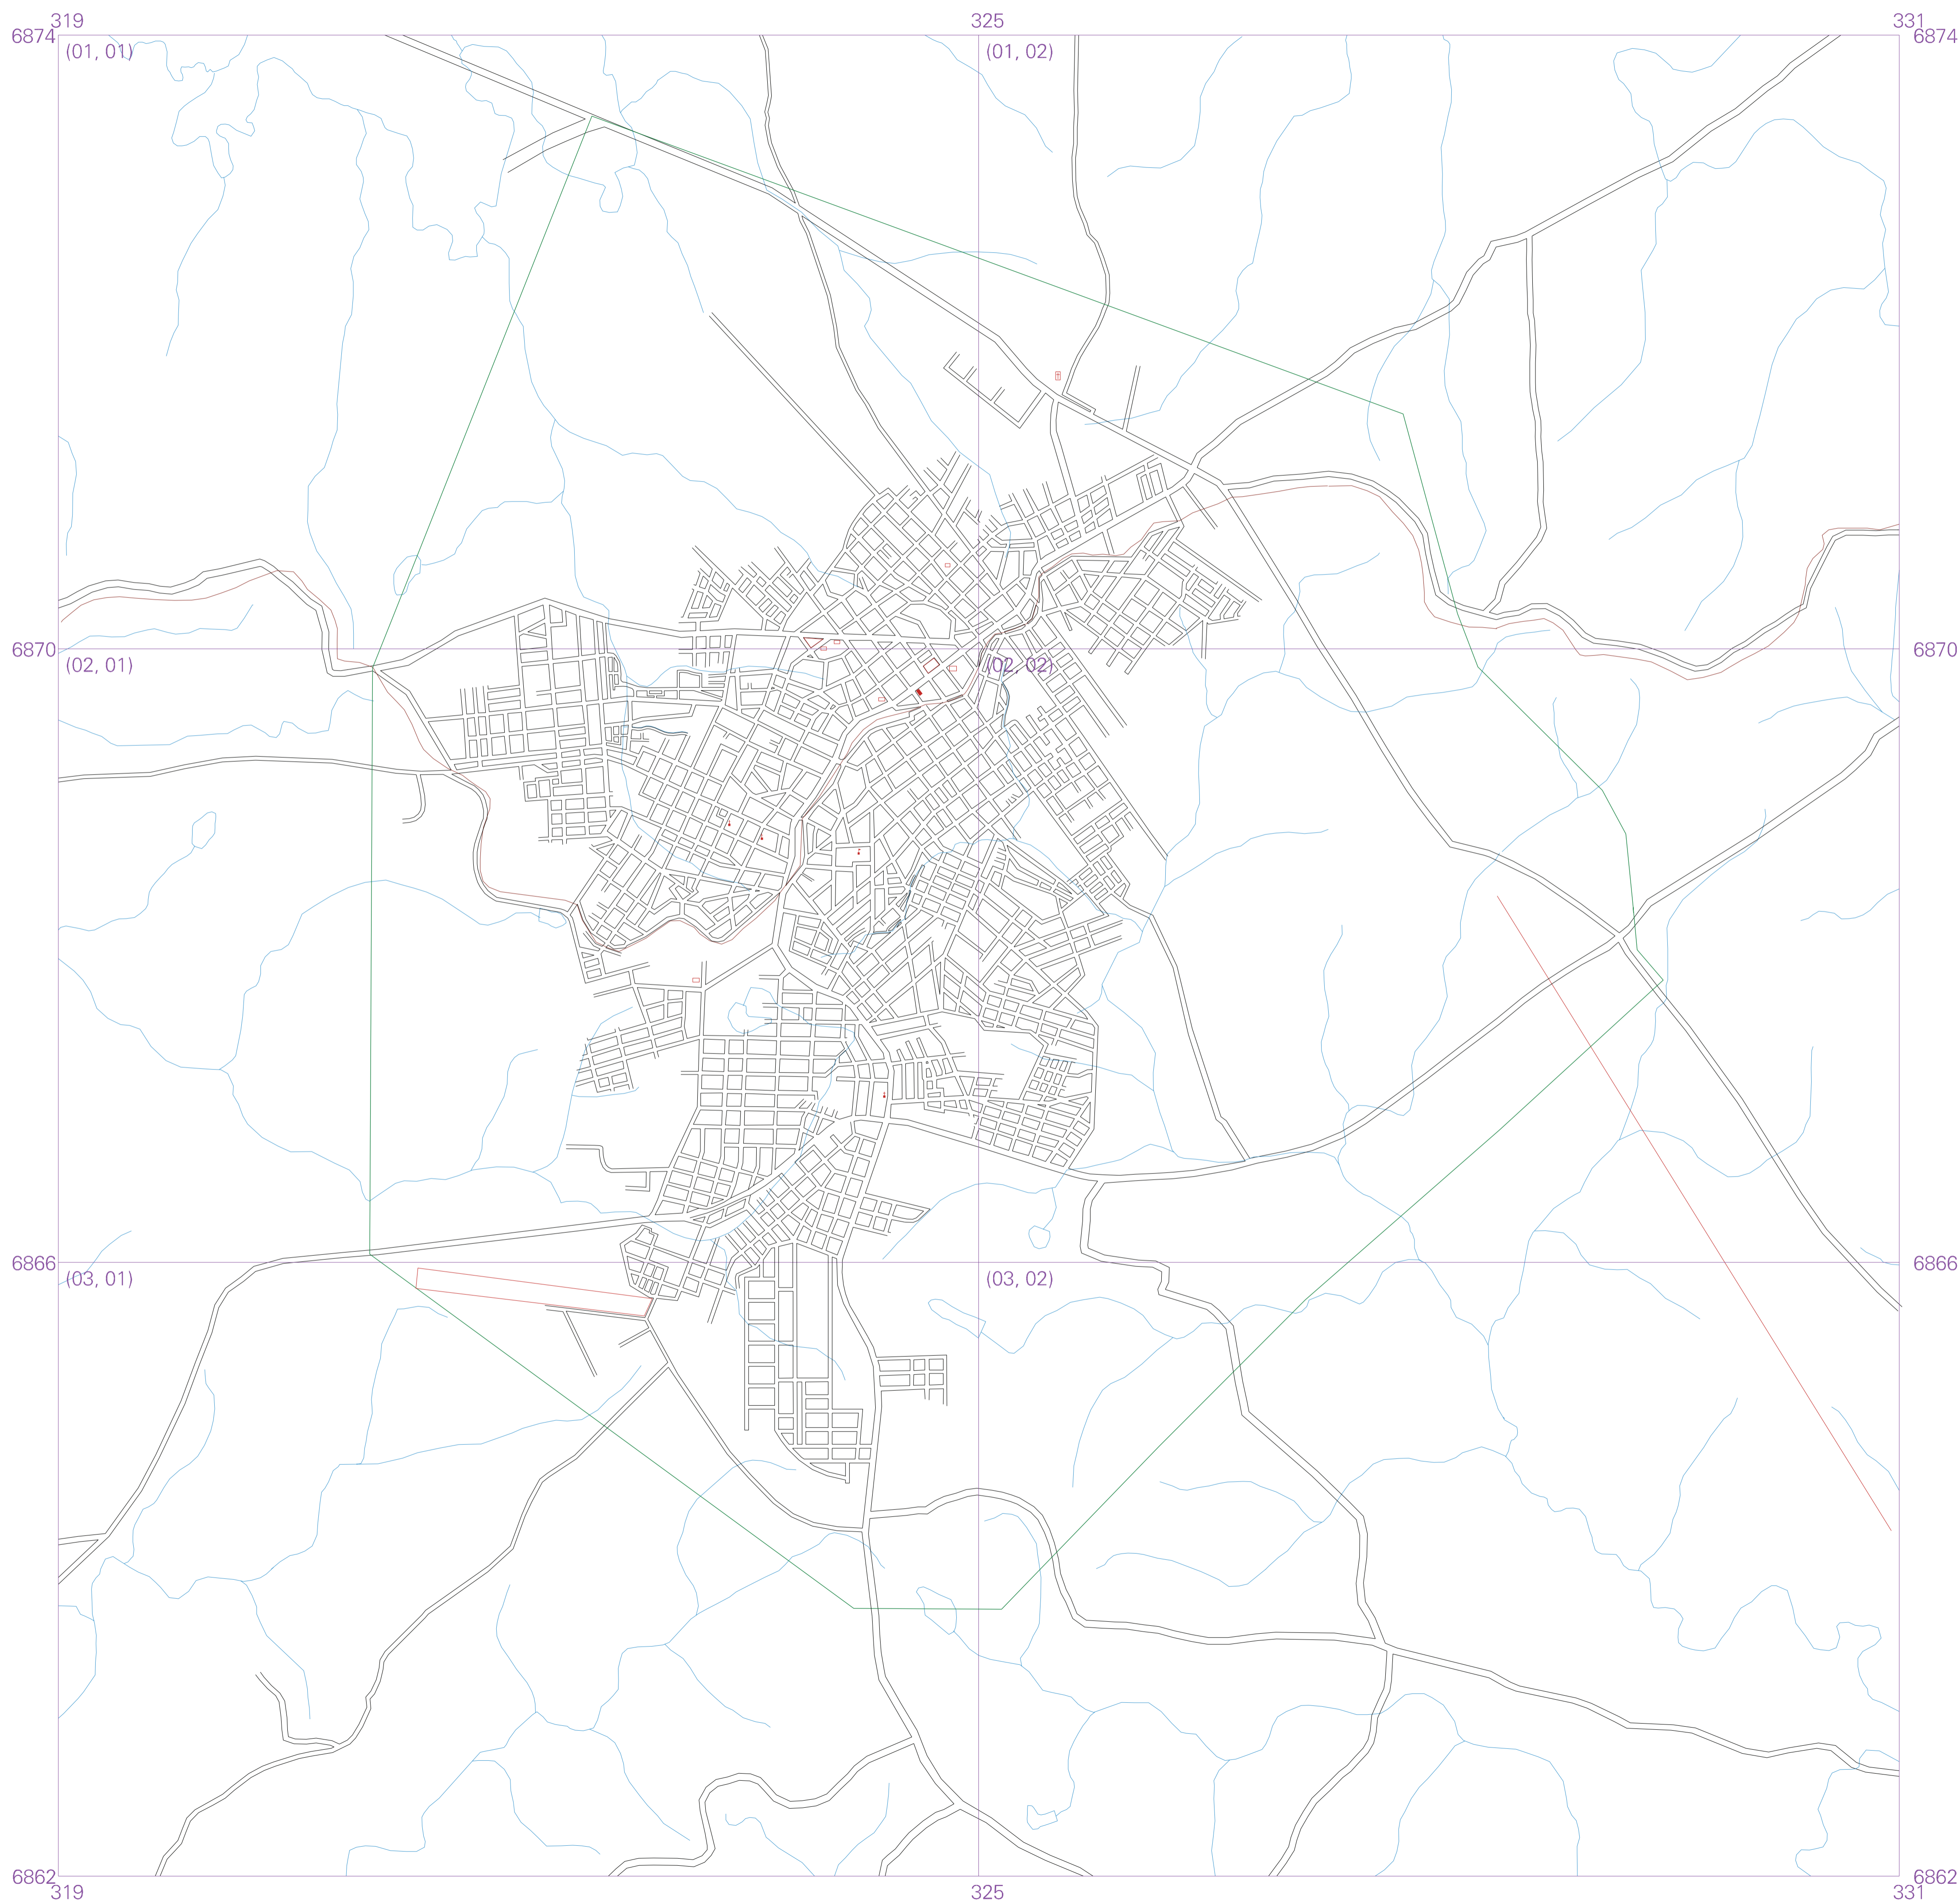 319 325 331
6874 6874
(01, 01) (01, 02)
6870 6870
(02, 01) (02, 02)
6866 6866
(03, 01) (03, 02)
6862 6862
319 325 331